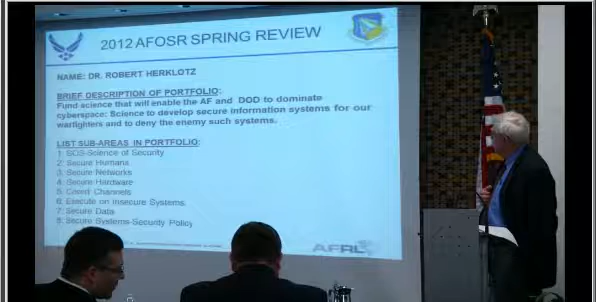 2012 AFOSR SPRING REVIEW
NAME: DR. ROBERT HERKLOTZ
BRIEF DESCRIPTION OF PORTFOLIO:
Fund science that will enable the AF and DOD to dominate
cyberspace: Science to develop secure information systems for our
warfighters and to deny the enemy such systems.
LIST SUB-AREAS IN PORTFOLIO:
1: SOS-Science of Security
2: Secure Humans
3: Secure Networks
4: Secure Hardware
5: Covert Channels
6: Execute on Insecure Systems
7: Secure Data
8: Secure Systems-Security Policy
AFRL